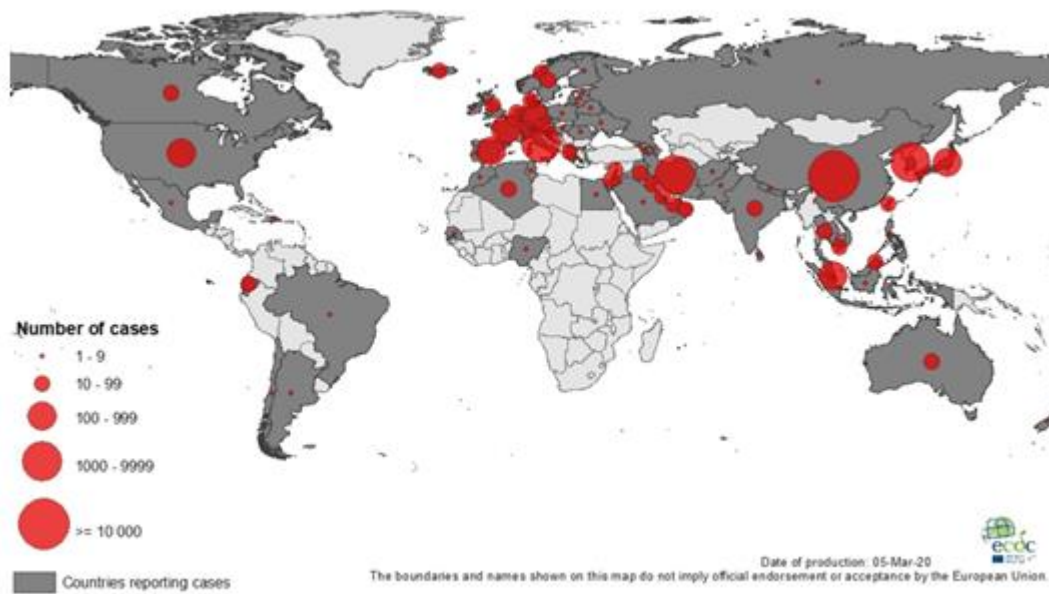 Number of cases
1 - 9
10 - 99
100 - 999
1000 - 9999
>= 10 000
Countries reporting cases
ecdc
Date of production: 05-Mar-20
The boundaries and names shown on this map do not imply official endorsement or acceptance by the European Union.